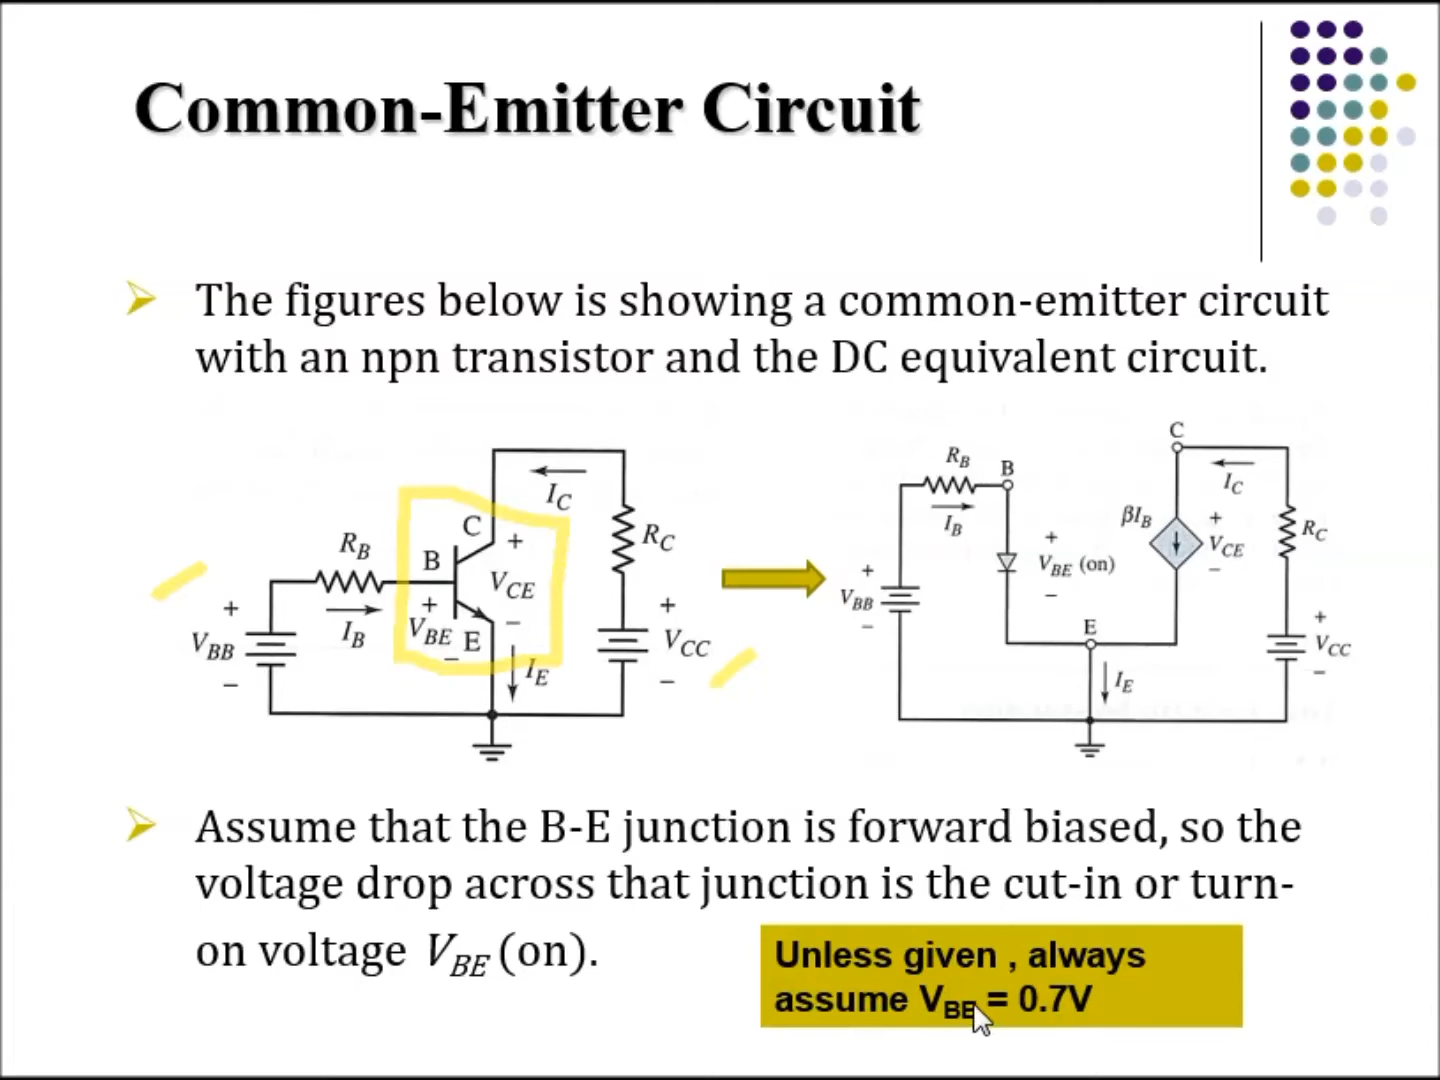 Common-Emitter Circuit
The figures below is showing a common-emitter circuit
with an npn transistor and the DC equivalent circuit.
I_C
C
+
R_C
R_B
B
V_CE
+
V_BB
−
I_B
+
V_BE
−
E
−
I_E
+
V_CC
−
C
R_B
B
I_C
I_B
βI_B
+
V_CE
−
R_C
+
V_BE (on)
−
+
V_BB
−
E
I_E
+
V_CC
−
Assume that the B-E junction is forward biased, so the
voltage drop across that junction is the cut-in or turn-
on voltage V_BE (on).
Unless given , always
assume V_BE = 0.7V